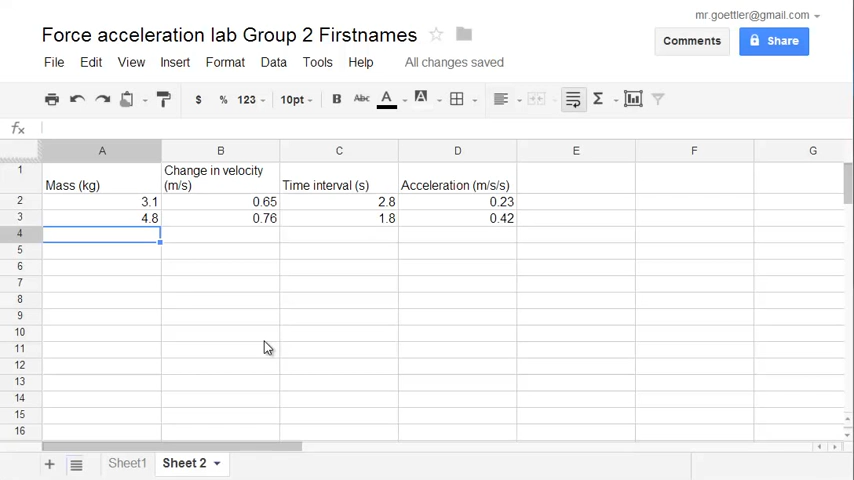 mr.goettler@gmail.com
Force acceleration lab Group 2 Firstnames
Comments
Share
File Edit View Insert Format Data Tools Help All changes saved
$ % 123 10pt B Abc A A Σ
fx
A B C D E F G
1 Mass (kg) Change in velocity (m/s) Time interval (s) Acceleration (m/s/s)
2 3.1 0.65 2.8 0.23
3 4.8 0.76 1.8 0.42
4
5
6
7
8
9
10
11
12
13
14
15
16
+ Sheet1 Sheet 2